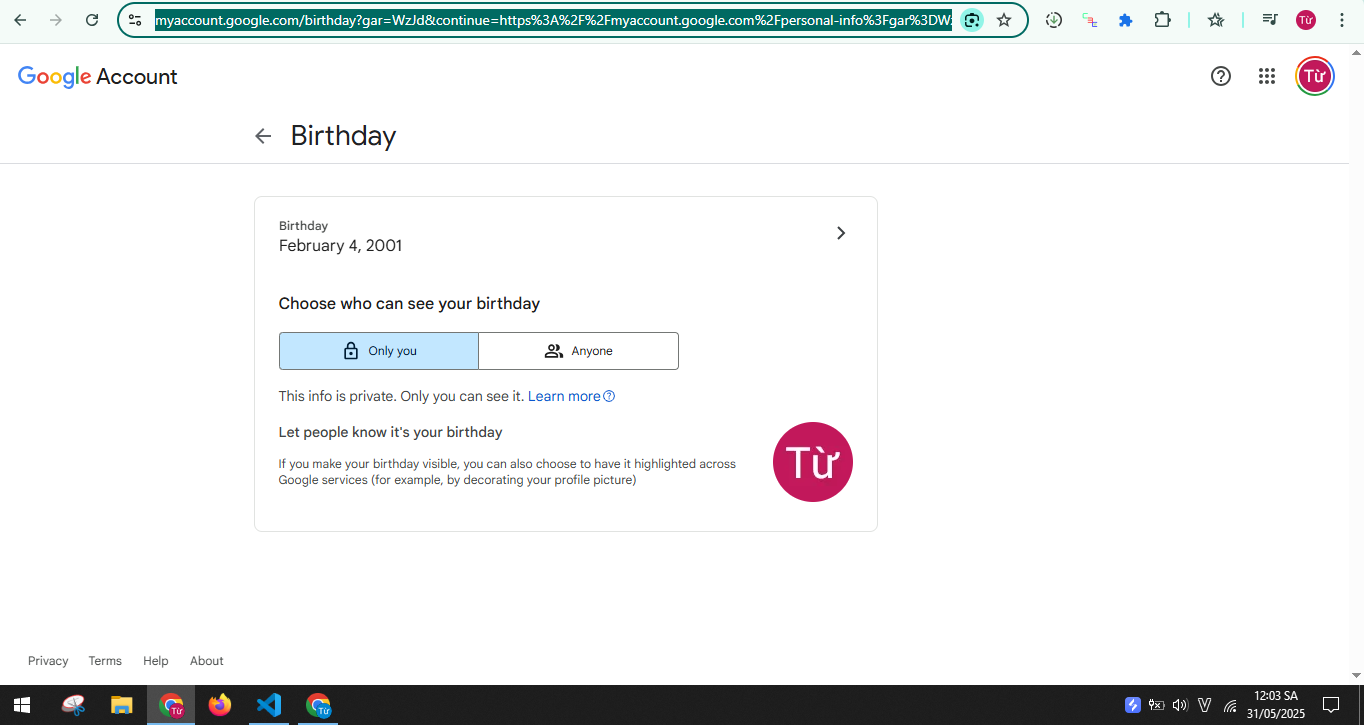 myaccount.google.com/birthday?gar=WzJd&continue=https%3A%2F%2Fmyaccount.google.com%2Fpersonal-info%3Fgar%3DW
Từ
Google Account
Từ
Birthday
Birthday
February 4, 2001
Choose who can see your birthday
Only you
Anyone
This info is private. Only you can see it. Learn more
Let people know it's your birthday
If you make your birthday visible, you can also choose to have it highlighted across
Google services (for example, by decorating your profile picture)
Từ
Privacy Terms Help About
Từ
Từ
12:03 SA
31/05/2025